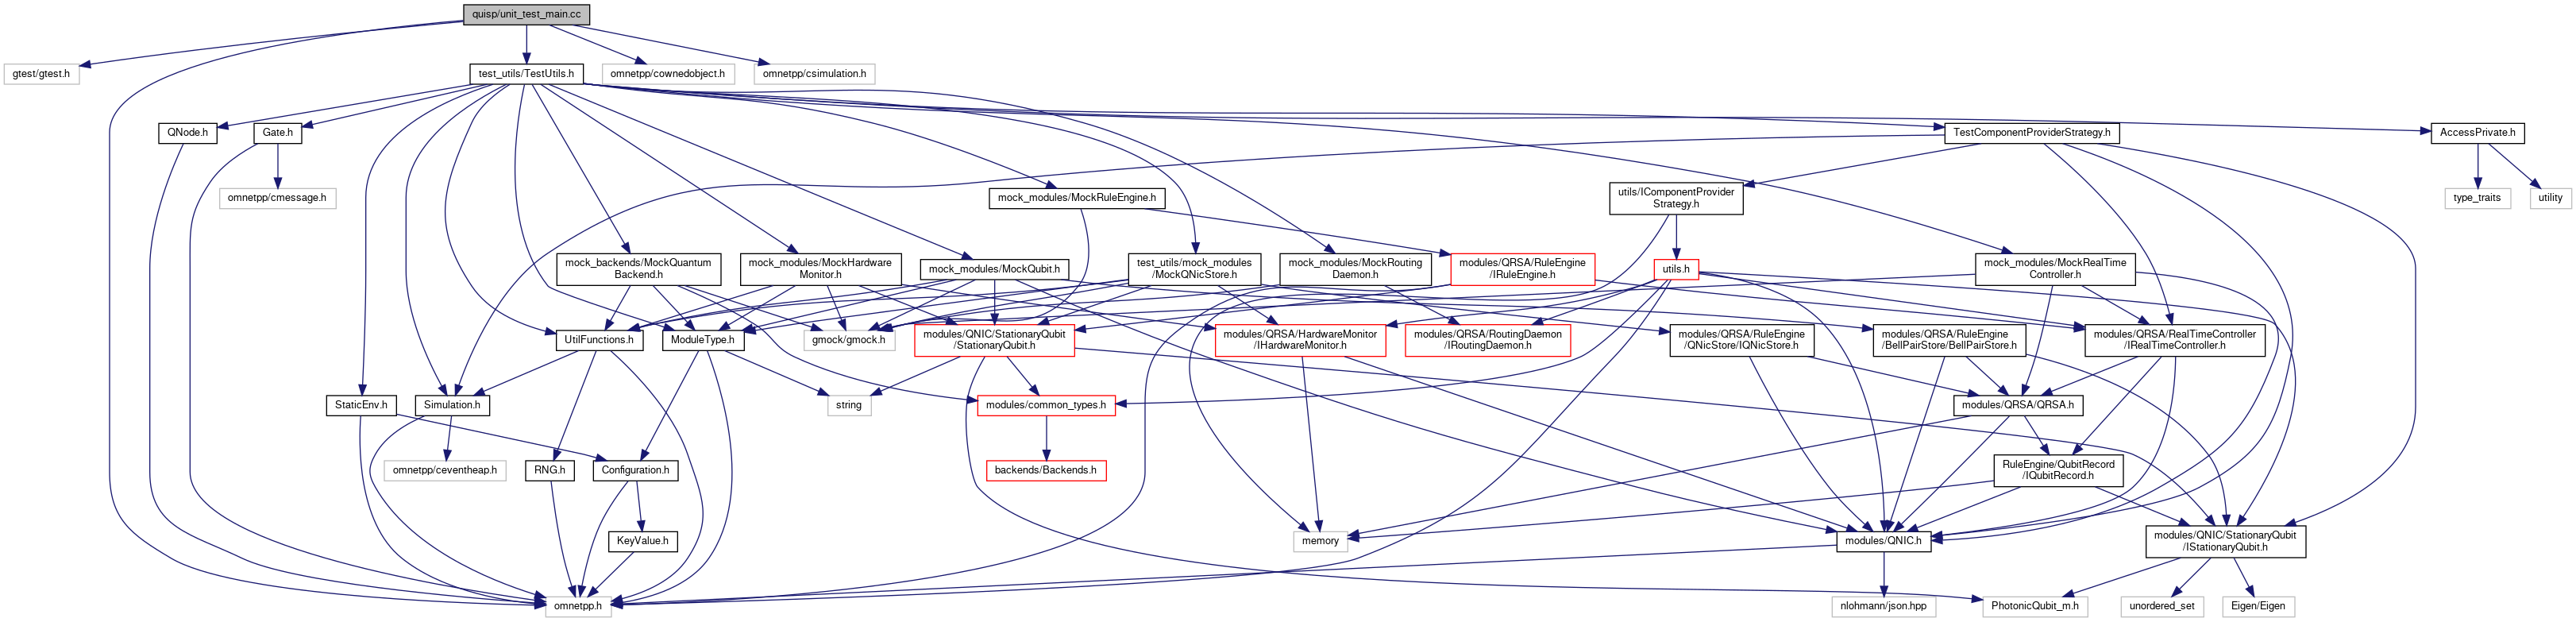 quisp/unit_test_main.cc
gtest/gtest.h
test_utils/TestUtils.h
omnetpp/cownedobject.h
omnetpp/csimulation.h
QNode.h
Gate.h
TestComponentProviderStrategy.h
AccessPrivate.h
omnetpp/cmessage.h
mock_modules/MockRuleEngine.h
utils/IComponentProvider
Strategy.h
type_traits
utility
mock_backends/MockQuantum
Backend.h
mock_modules/MockHardware
Monitor.h
mock_modules/MockQubit.h
test_utils/mock_modules
/MockQNicStore.h
mock_modules/MockRouting
Daemon.h
modules/QRSA/RuleEngine
/IRuleEngine.h
utils.h
mock_modules/MockRealTime
Controller.h
UtilFunctions.h
ModuleType.h
gmock/gmock.h
modules/QNIC/StationaryQubit
/StationaryQubit.h
modules/QRSA/HardwareMonitor
/IHardwareMonitor.h
modules/QRSA/RoutingDaemon
/IRoutingDaemon.h
modules/QRSA/RuleEngine
/QNicStore/IQNicStore.h
modules/QRSA/RuleEngine
/BellPairStore/BellPairStore.h
modules/QRSA/RealTimeController
/IRealTimeController.h
StaticEnv.h
Simulation.h
string
modules/common_types.h
modules/QRSA/QRSA.h
omnetpp/ceventheap.h
RNG.h
Configuration.h
backends/Backends.h
RuleEngine/QubitRecord
/IQubitRecord.h
KeyValue.h
memory
modules/QNIC.h
modules/QNIC/StationaryQubit
/IStationaryQubit.h
omnetpp.h
nlohmann/json.hpp
PhotonicQubit_m.h
unordered_set
Eigen/Eigen